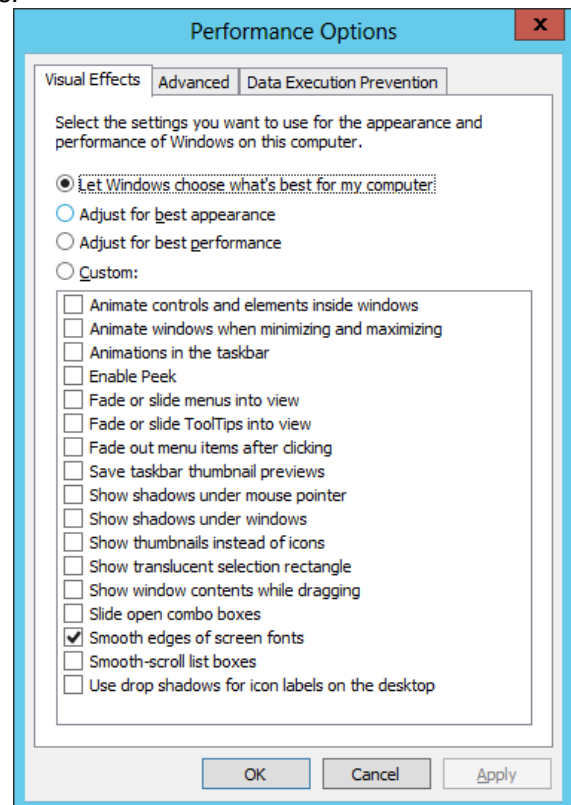 Performance Options
x
Visual Effects Advanced Data Execution Prevention
Select the settings you want to use for the appearance and
performance of Windows on this computer.
Let Windows choose what's best for my computer
Adjust for best appearance
Adjust for best performance
Custom:
Animate controls and elements inside windows
Animate windows when minimizing and maximizing
Animations in the taskbar
Enable Peek
Fade or slide menus into view
Fade or slide ToolTips into view
Fade out menu items after clicking
Save taskbar thumbnail previews
Show shadows under mouse pointer
Show shadows under windows
Show thumbnails instead of icons
Show translucent selection rectangle
Show window contents while dragging
Slide open combo boxes
Smooth edges of screen fonts
Smooth-scroll list boxes
Use drop shadows for icon labels on the desktop
OK Cancel Apply